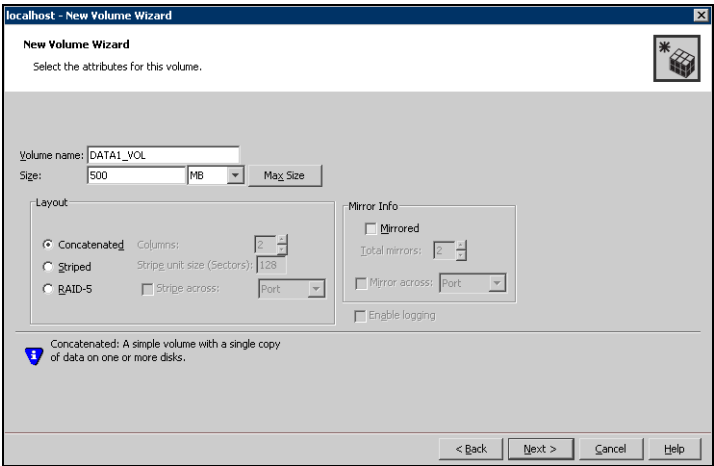 localhost - New Volume Wizard
New Volume Wizard
Select the attributes for this volume.
Volume name: DATA1_VOL
Size: 500 MB Max Size
Layout
Concatenated Columns: 2
Striped Stripe unit size (Sectors): 128
RAID-5 Stripe across: Port
Mirror Info
Mirrored
Total mirrors: 2
Mirror across: Port
Enable logging
Concatenated: A simple volume with a single copy
of data on one or more disks.
< Back Next > Cancel Help